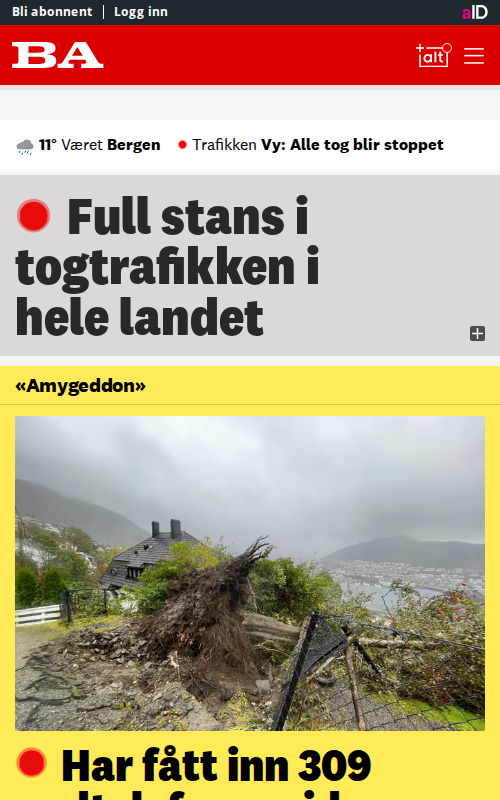 Bli abonnent | Logg inn
aID
BA
+alt
11° Været Bergen
Trafikken Vy: Alle tog blir stoppet
Full stans i
togtrafikken i
hele landet
«Amygeddon»
Har fått inn 309